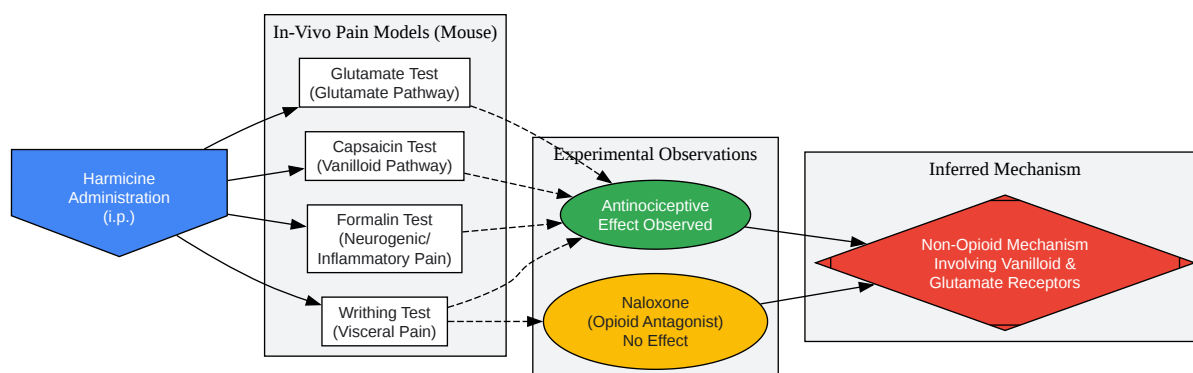 In-Vivo Pain Models (Mouse)
Glutamate Test
(Glutamate Pathway)
Capsaicin Test
(Vanilloid Pathway)
Formalin Test
(Neurogenic/
Inflammatory Pain)
Writhing Test
(Visceral Pain)
Harmicine
Administration
(i.p.)
Experimental Observations
Antinociceptive
Effect Observed
Naloxone
(Opioid Antagonist)
No Effect
Inferred Mechanism
Non-Opioid Mechanism
Involving Vanilloid &
Glutamate Receptors